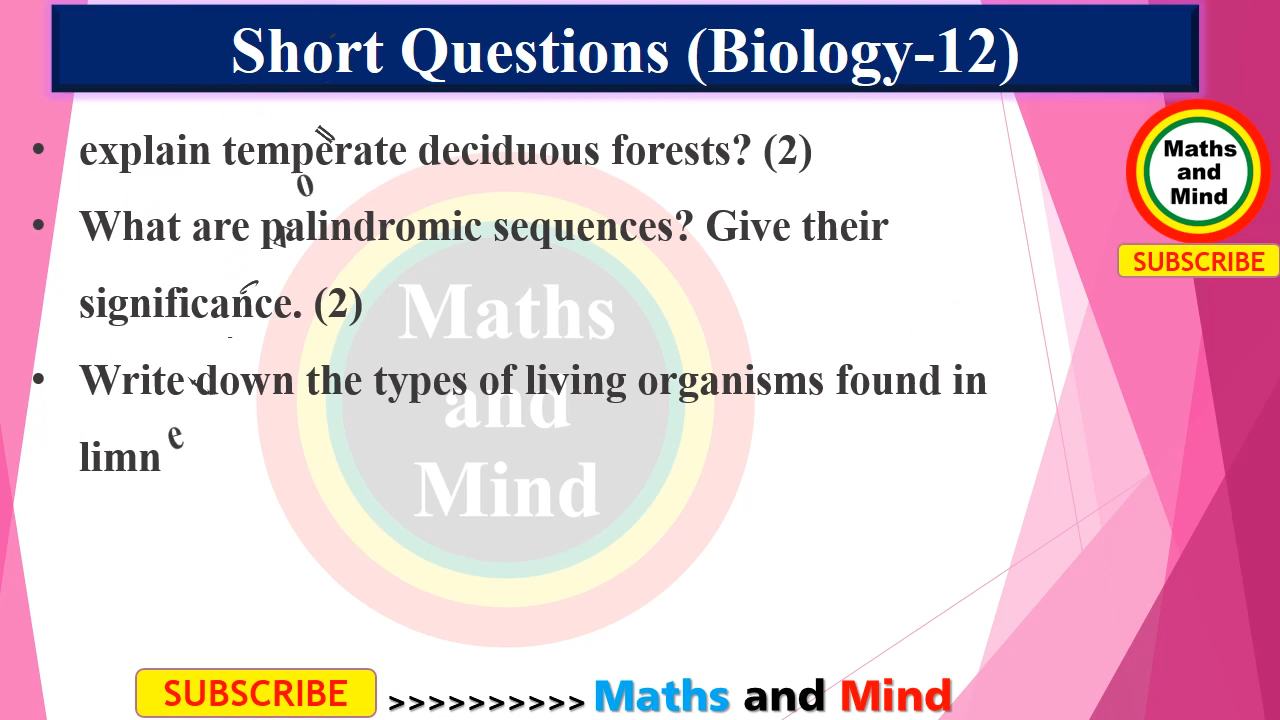 Short Questions (Biology-12)
• explain temperate deciduous forests? (2)
• What are palindromic sequences? Give their
significance. (2)
• Write down the types of living organisms found in
limn e
Maths
and
Mind
SUBSCRIBE
Maths
and
Mind
SUBSCRIBE >>>>>>>>>> Maths and Mind